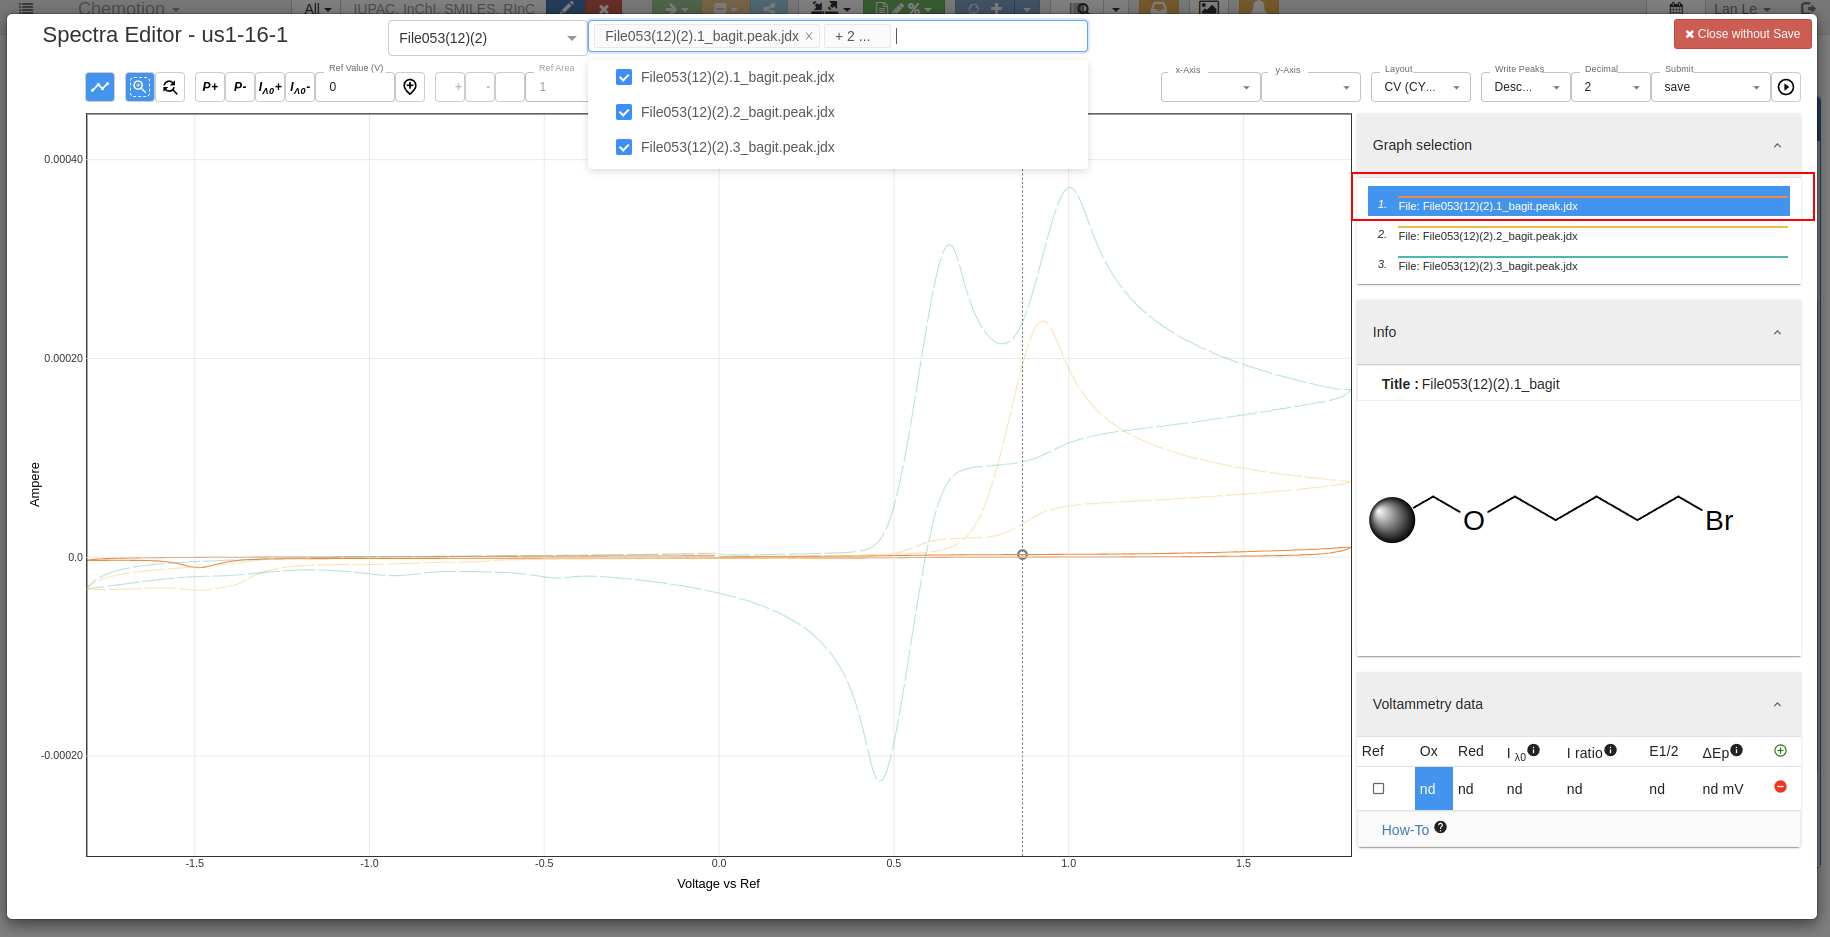 Chemotion All IUPAC, InChI, SMILES, RInC Lan Le
Spectra Editor - us1-16-1
File053(12)(2)
File053(12)(2).1_bagit.peak.jdx × + 2 ...
Close without Save
File053(12)(2).1_bagit.peak.jdx
File053(12)(2).2_bagit.peak.jdx
File053(12)(2).3_bagit.peak.jdx
P+ P- Iλ0+ Iλ0-
Ref Value (V)
0
+ -
Ref Area
1
x-Axis
y-Axis
Layout
CV (CY...
Write Peaks
Desc...
Decimal
2
Submit
save
Graph selection
1. File: File053(12)(2).1_bagit.peak.jdx
2. File: File053(12)(2).2_bagit.peak.jdx
3. File: File053(12)(2).3_bagit.peak.jdx
Info
Title : File053(12)(2).1_bagit
O Br
Voltammetry data
Ref Ox Red I λ0 I ratio E1/2 ΔEp
nd nd nd nd nd nd mV
How-To
0.00040
0.00020
0.0
-0.00020
Ampere
-1.5 -1.0 -0.5 0.0 0.5 1.0 1.5
Voltage vs Ref